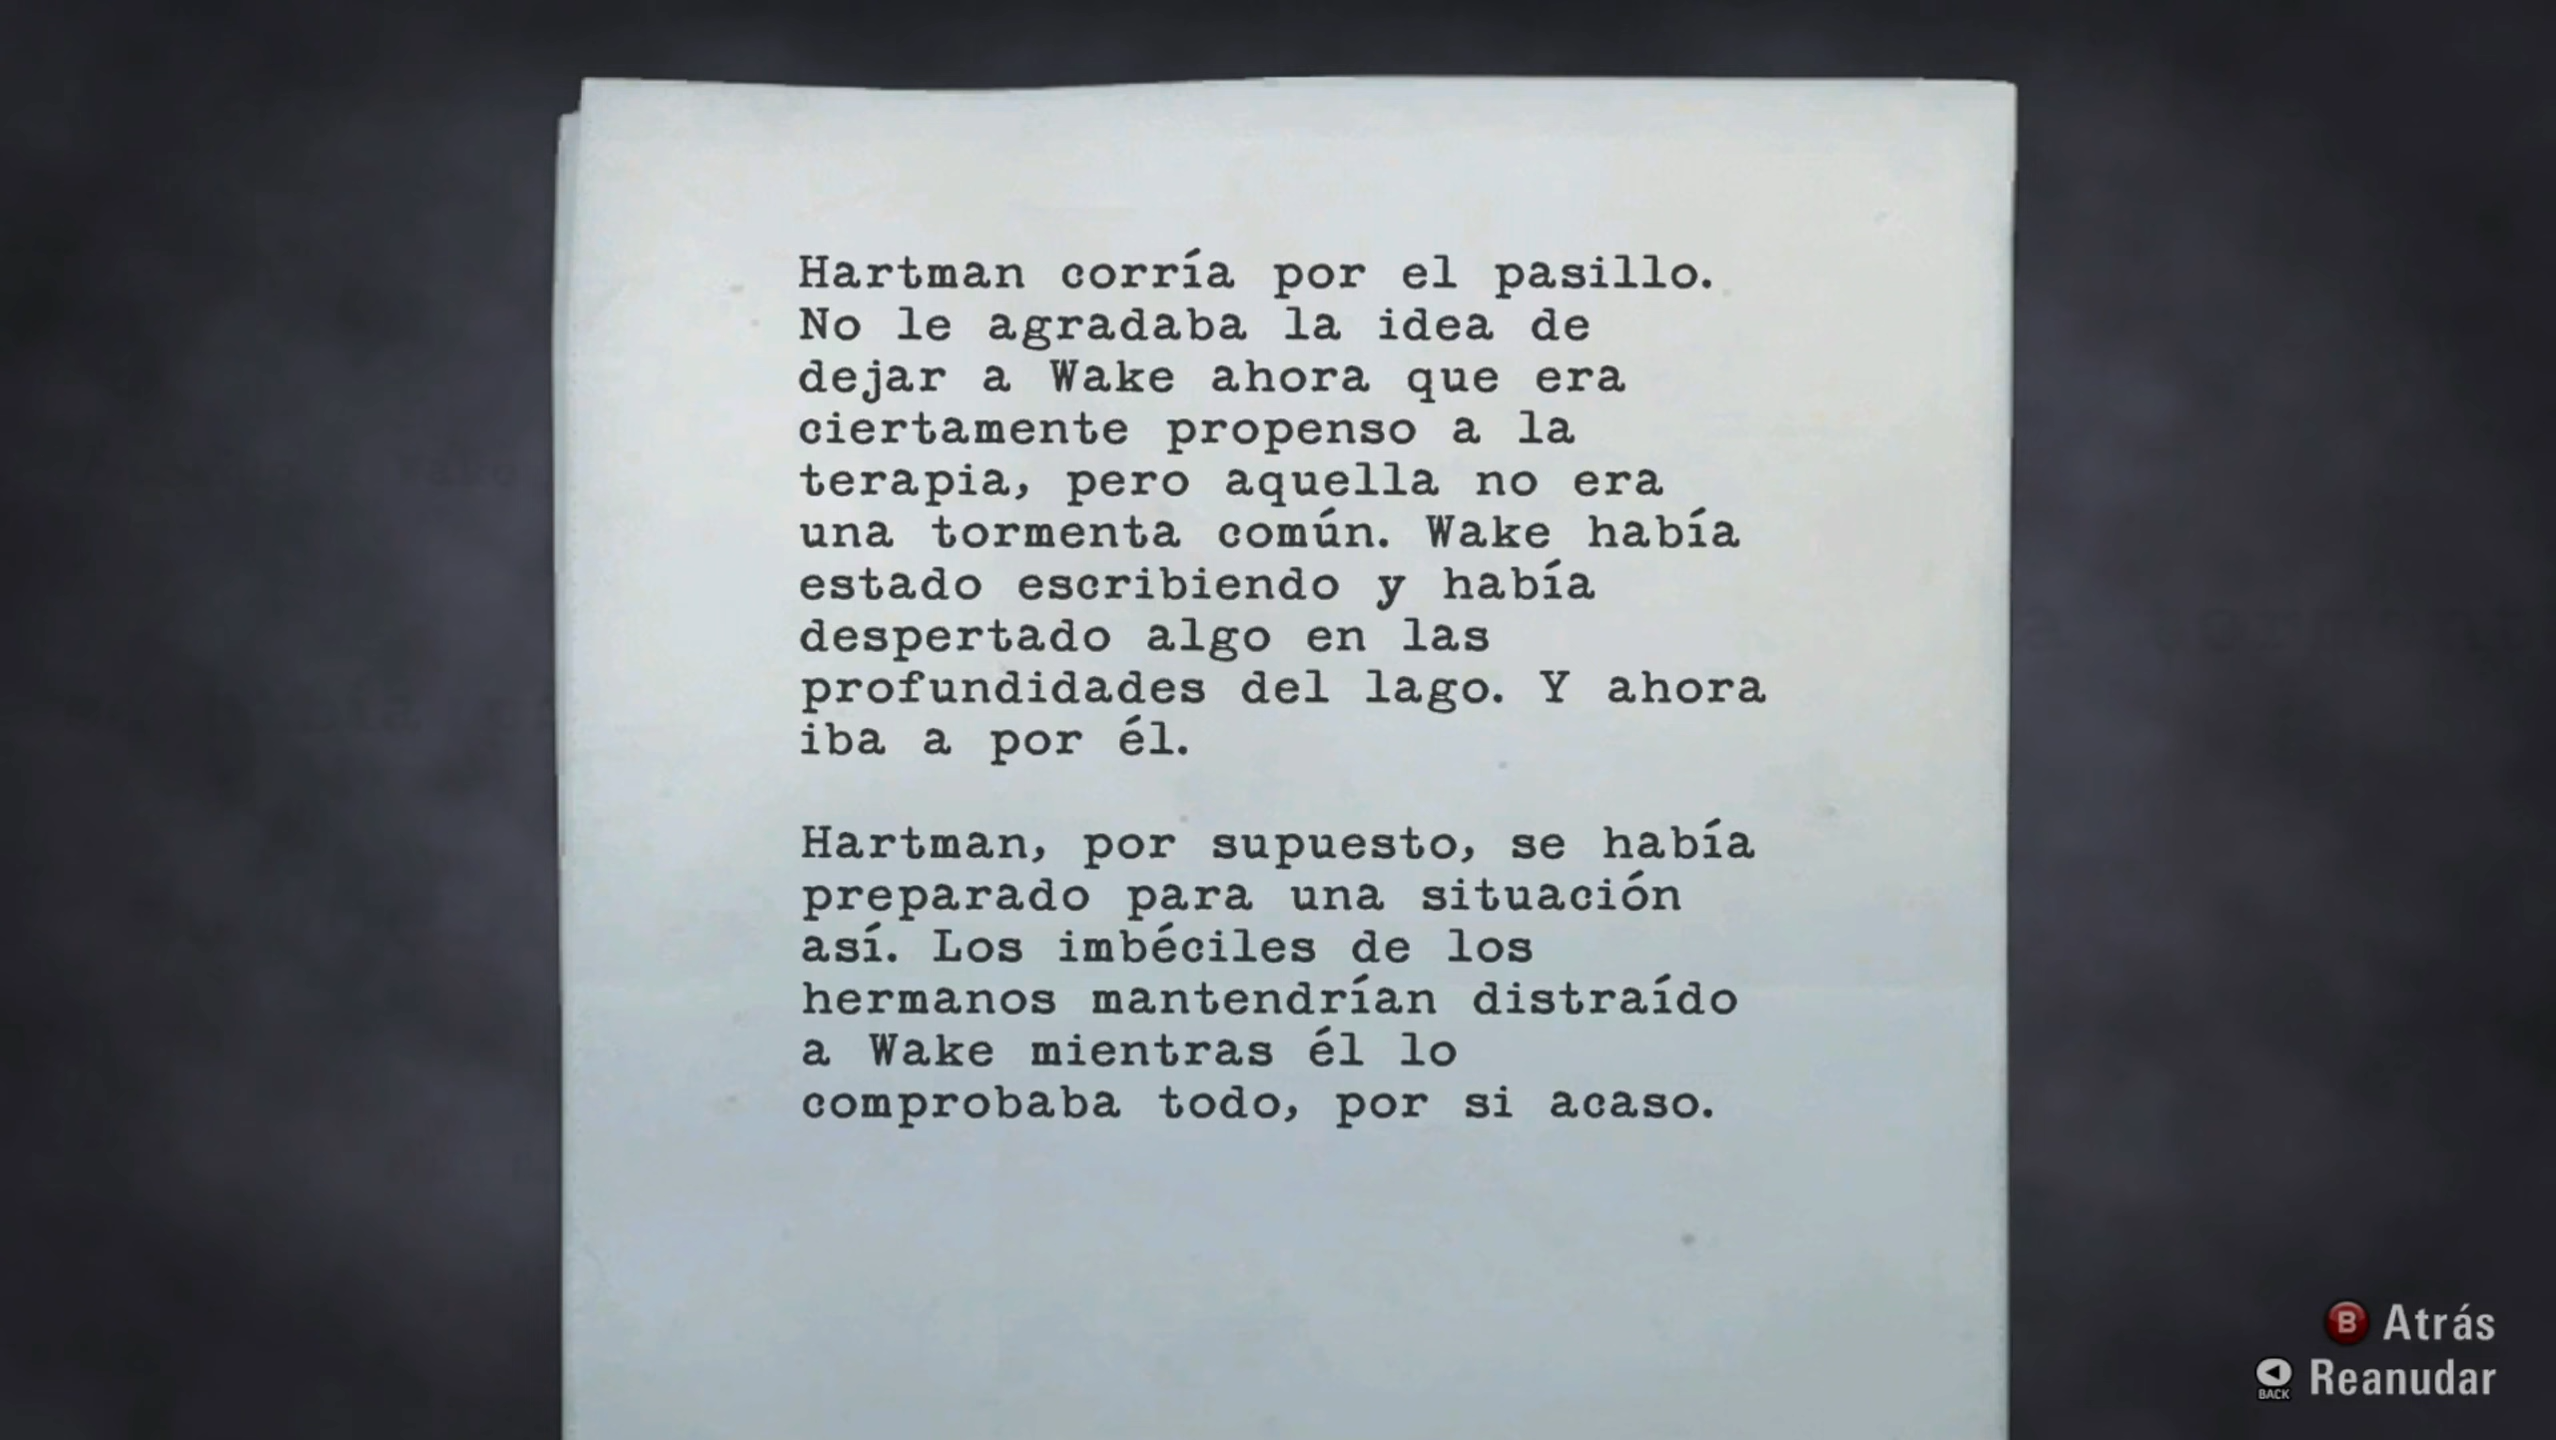 Hartman corría por el pasillo.
No le agradaba la idea de
dejar a Wake ahora que era
ciertamente propenso a la
terapia, pero aquella no era
una tormenta común. Wake había
estado escribiendo y había
despertado algo en las
profundidades del lago. Y ahora
iba a por él.
Hartman, por supuesto, se había
preparado para una situación
así. Los imbéciles de los
hermanos mantendrían distraído
a Wake mientras él lo
comprobaba todo, por si acaso.
B Atrás
BACK Reanudar